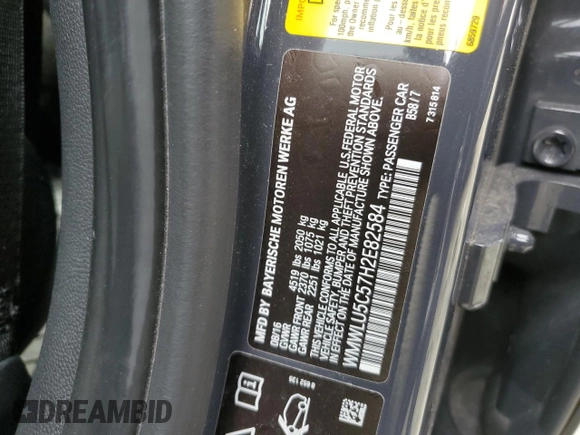 MFD BY BAYERISCHE MOTOREN WERKE AG
08/16
GVWR 4519 lbs 2050 kg
GAWR FRONT 2370 lbs 1075 kg
GAWR REAR 2251 lbs 1021 kg
THIS VEHICLE CONFORMS TO ALL APPLICABLE U.S. FEDERAL MOTOR
VEHICLE SAFETY, BUMPER AND THEFT PREVENTION STANDARDS
IN EFFECT ON THE DATE OF MANUFACTURE SHOWN ABOVE.
WMWLU5C57H2E82584 TYPE: PASSENGER CAR
B58/7
7 315 814
6859729
DREAMBID